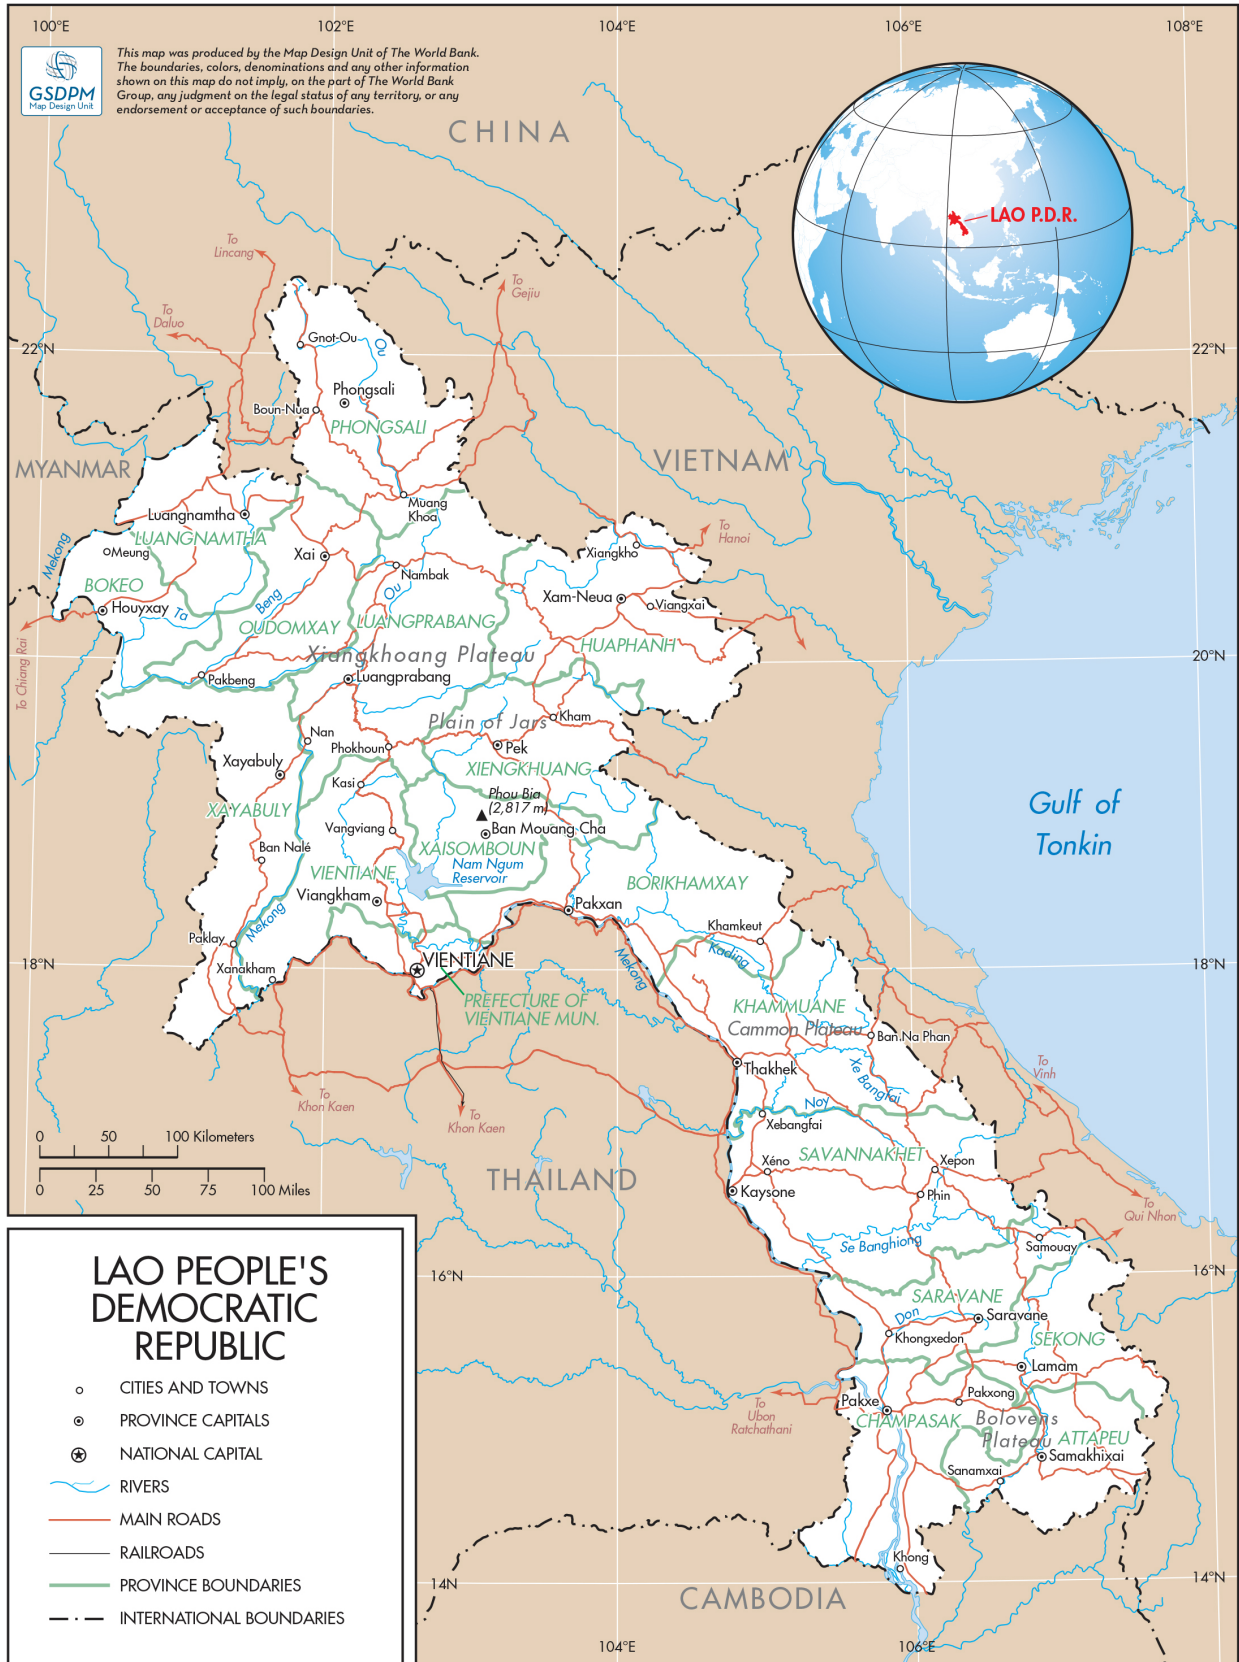 100°E
102°E
104°E
106°E
108°E
GSDPM
Map Design Unit
This map was produced by the Map Design Unit of The World Bank.
The boundaries, colors, denominations and any other information
shown on this map do not imply, on the part of The World Bank
Group, any judgment on the legal status of any territory, or any
endorsement or acceptance of such boundaries.
CHINA
LAO P.D.R.
To
Lincang
To
Gejiu
To
Daluo
Gnot-Ou
Ou
22°N
22°N
Phongsali
Boun-Nua
PHONGSALI
MYANMAR
VIETNAM
Muang
Khoa
Luangnamtha
LUANGNAMTHA
To
Hanoi
Mekong
Meung
Xai
Xiangkho
Nambak
BOKEO
Houyxay
Ta
Beng
Ou
Xam-Neua
Viangxai
OUDOMXAY
LUANGPRABANG
HUAPHANH
To Chiang Rai
Xiangkhoang Plateau
20°N
20°N
Pakbeng
Luangprabang
Plain of Jars
Kham
Nan
Phokhoun
Pek
Xayabuly
XIENGKHUANG
Kasi
Phou Bia
(2,817 m)
XAYABULY
Vangviang
Ban Mouang Cha
Gulf of
Tonkin
Ban Nalé
XAISOMBOUN
Nam Ngum
Reservoir
VIENTIANE
BORIKHAMXAY
Viangkham
Pakxan
Mekong
Khamkeut
Paklay
Kading
18°N
18°N
Xanakham
VIENTIANE
Mekong
PREFECTURE OF
VIENTIANE MUN.
KHAMMUANE
Cammon Plateau
Ban Na Phan
Thakhek
Xe Bangfai
To
Vinh
To
Khon Kaen
To
Khon Kaen
Noy
Xebangfai
0 50 100 Kilometers
0 25 50 75 100 Miles
SAVANNAKHET
Xéno
Xepon
THAILAND
Kaysone
Phin
To
Qui Nhon
Se Banghiong
Samouay
16°N
16°N
LAO PEOPLE'S
DEMOCRATIC
REPUBLIC
SARAVANE
Don
Saravane
Khongxedon
SEKONG
Lamam
CITIES AND TOWNS
PROVINCE CAPITALS
NATIONAL CAPITAL
RIVERS
MAIN ROADS
RAILROADS
PROVINCE BOUNDARIES
INTERNATIONAL BOUNDARIES
Pakxe
Pakxong
To
Ubon
Ratchathani
CHAMPASAK
Bolovens
Plateau
ATTAPEU
Samakhixai
Sanamxai
Khong
14°N
14°N
CAMBODIA
104°E
106°E